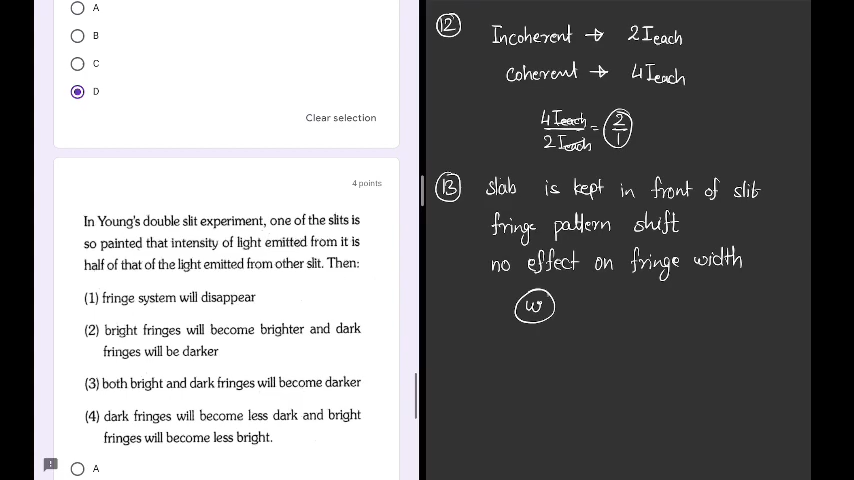 A
B
C
D
Clear selection
4 points
In Young's double slit experiment, one of the slits is
so painted that intensity of light emitted from it is
half of that of the light emitted from other slit. Then:
(1) fringe system will disappear
(2) bright fringes will become brighter and dark
fringes will be darker
(3) both bright and dark fringes will become darker
(4) dark fringes will become less dark and bright
fringes will become less bright.
A
12 Incoherent → 2Ieach
Coherent → 4Ieach
4Ieach
2Ieach
= 2/1
13 Slab is kept in front of slit
fringe pattern shift
no effect on fringe width
w